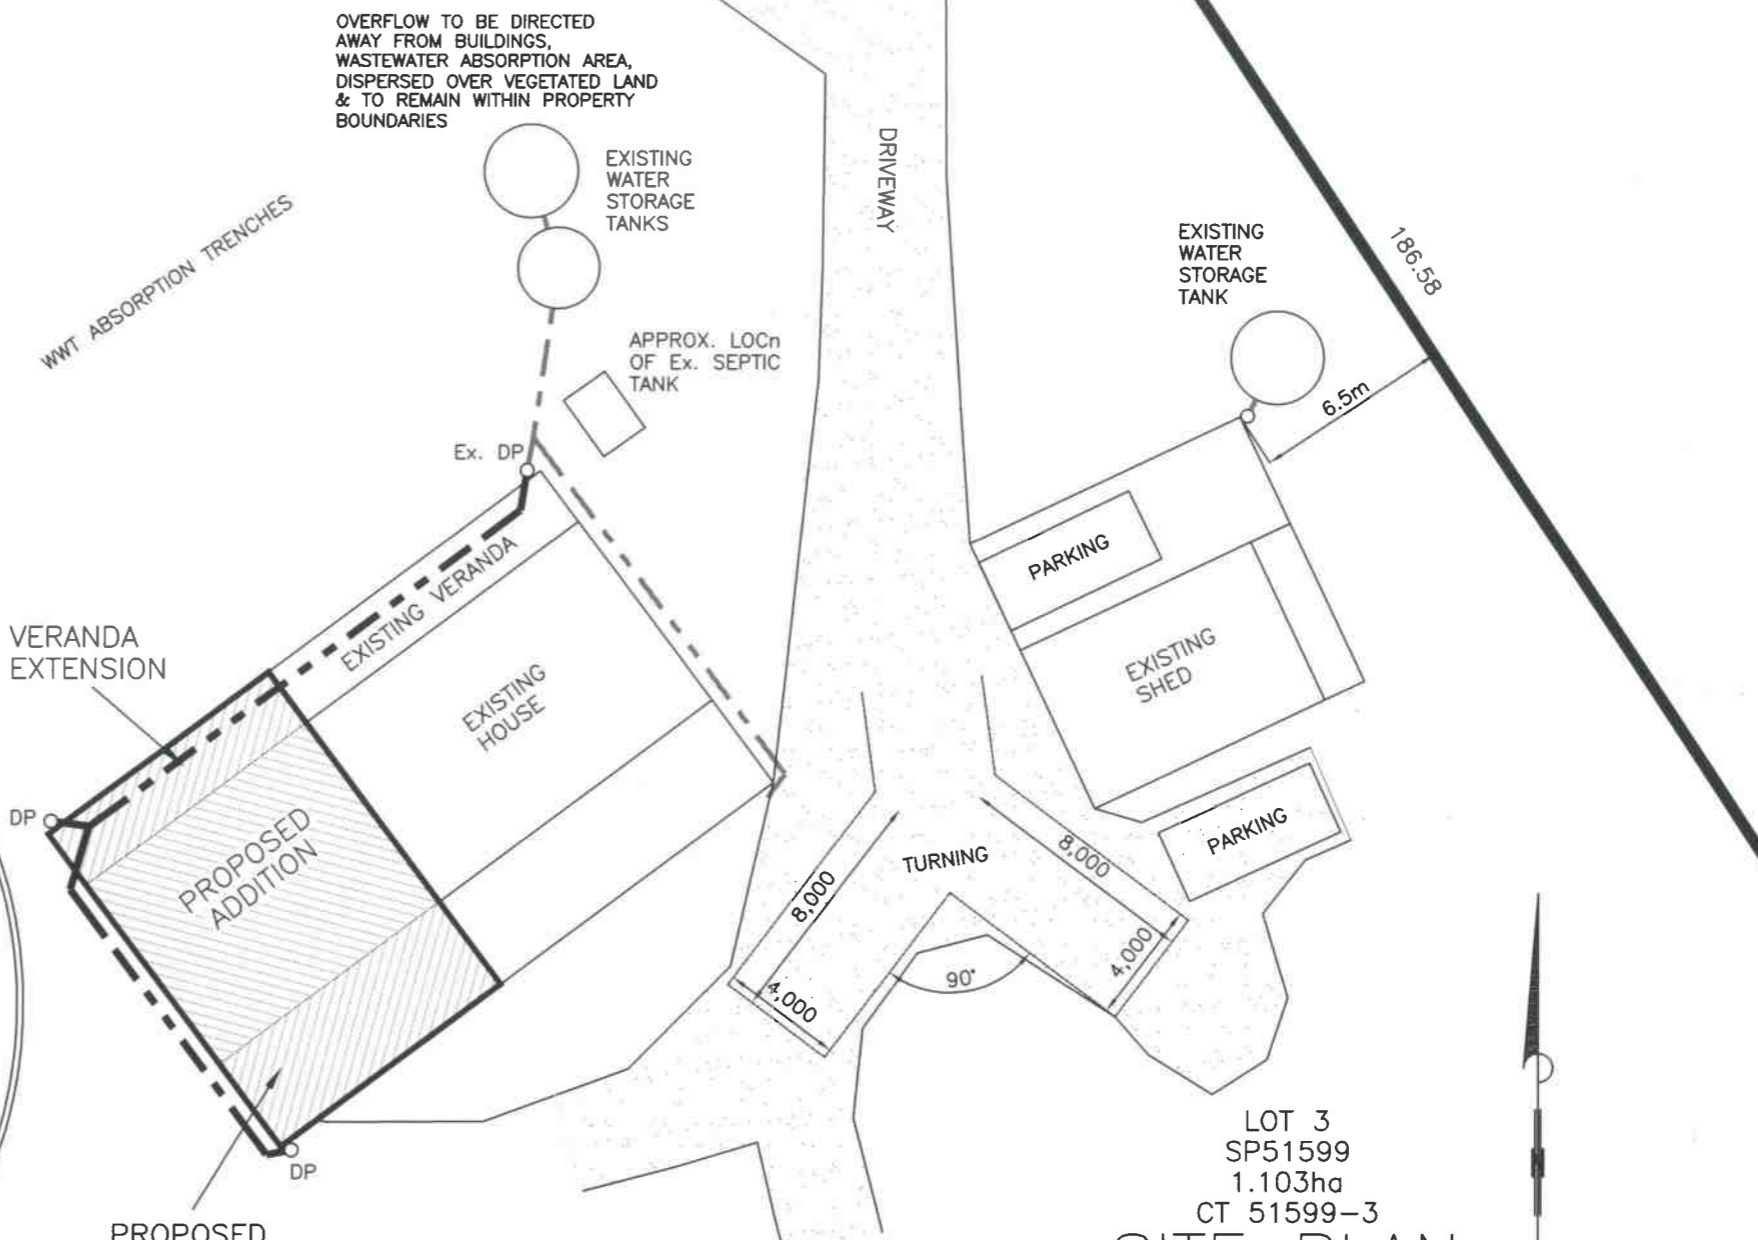 OVERFLOW TO BE DIRECTED
AWAY FROM BUILDINGS,
WASTEWATER ABSORPTION AREA,
DISPERSED OVER VEGETATED LAND
& TO REMAIN WITHIN PROPERTY
BOUNDARIES
EXISTING
WATER
STORAGE
TANKS
DRIVEWAY
WWT ABSORPTION TRENCHES
EXISTING
WATER
STORAGE
TANK
186.58
APPROX. LOCn
OF Ex. SEPTIC
TANK
6.5m
Ex. DP
PARKING
EXISTING VERANDA
VERANDA
EXTENSION
EXISTING
HOUSE
EXISTING
SHED
DP
PROPOSED
ADDITION
TURNING
8,000
8,000
PARKING
4,000
4,000
90°
DP
LOT 3
SP51599
1.103ha
CT 51599-3
PROPOSED
SITE PLAN